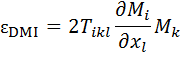 ε_DMI = 2T_ikl ∂M_i/∂x_l M_k